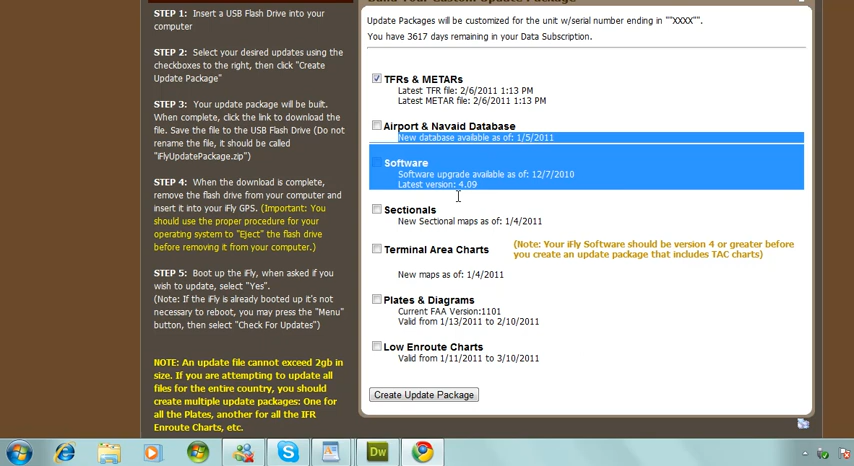 STEP 1: Insert a USB Flash Drive into your
computer
STEP 2: Select your desired updates using the
checkboxes to the right, then click "Create
Update Package"
STEP 3: Your update package will be built.
When complete, click the link to download the
file. Save the file to the USB Flash Drive (Do not
rename the file, it should be called
"iFlyUpdatePackage.zip")
STEP 4: When the download is complete,
remove the flash drive from your computer and
insert it into your iFly GPS. (Important: You
should use the proper procedure for your
operating system to "Eject" the flash drive
before removing it from your computer.)
STEP 5: Boot up the iFly, when asked if you
wish to update, select "Yes".
(Note: If the iFly is already booted up it's not
necessary to reboot, you may press the "Menu"
button, then select "Check For Updates")
NOTE: An update file cannot exceed 2gb in
size. If you are attempting to update all
files for the entire country, you should
create multiple update packages: One for
all the Plates, another for all the IFR
Enroute Charts, etc.
Build Your Custom Update Package
Update Packages will be customized for the unit w/serial number ending in ""XXXX"".
You have 3617 days remaining in your Data Subscription.
TFRs & METARs
Latest TFR file: 2/6/2011 1:13 PM
Latest METAR file: 2/6/2011 1:13 PM
Airport & Navaid Database
New database available as of: 1/5/2011
Software
Software upgrade available as of: 12/7/2010
Latest version: 4.09
Sectionals
New Sectional maps as of: 1/4/2011
Terminal Area Charts
(Note: Your iFly Software should be version 4 or greater before
you create an update package that includes TAC charts)
New maps as of: 1/4/2011
Plates & Diagrams
Current FAA Version:1101
Valid from 1/13/2011 to 2/10/2011
Low Enroute Charts
Valid from 1/11/2011 to 3/10/2011
Create Update Package
Dw